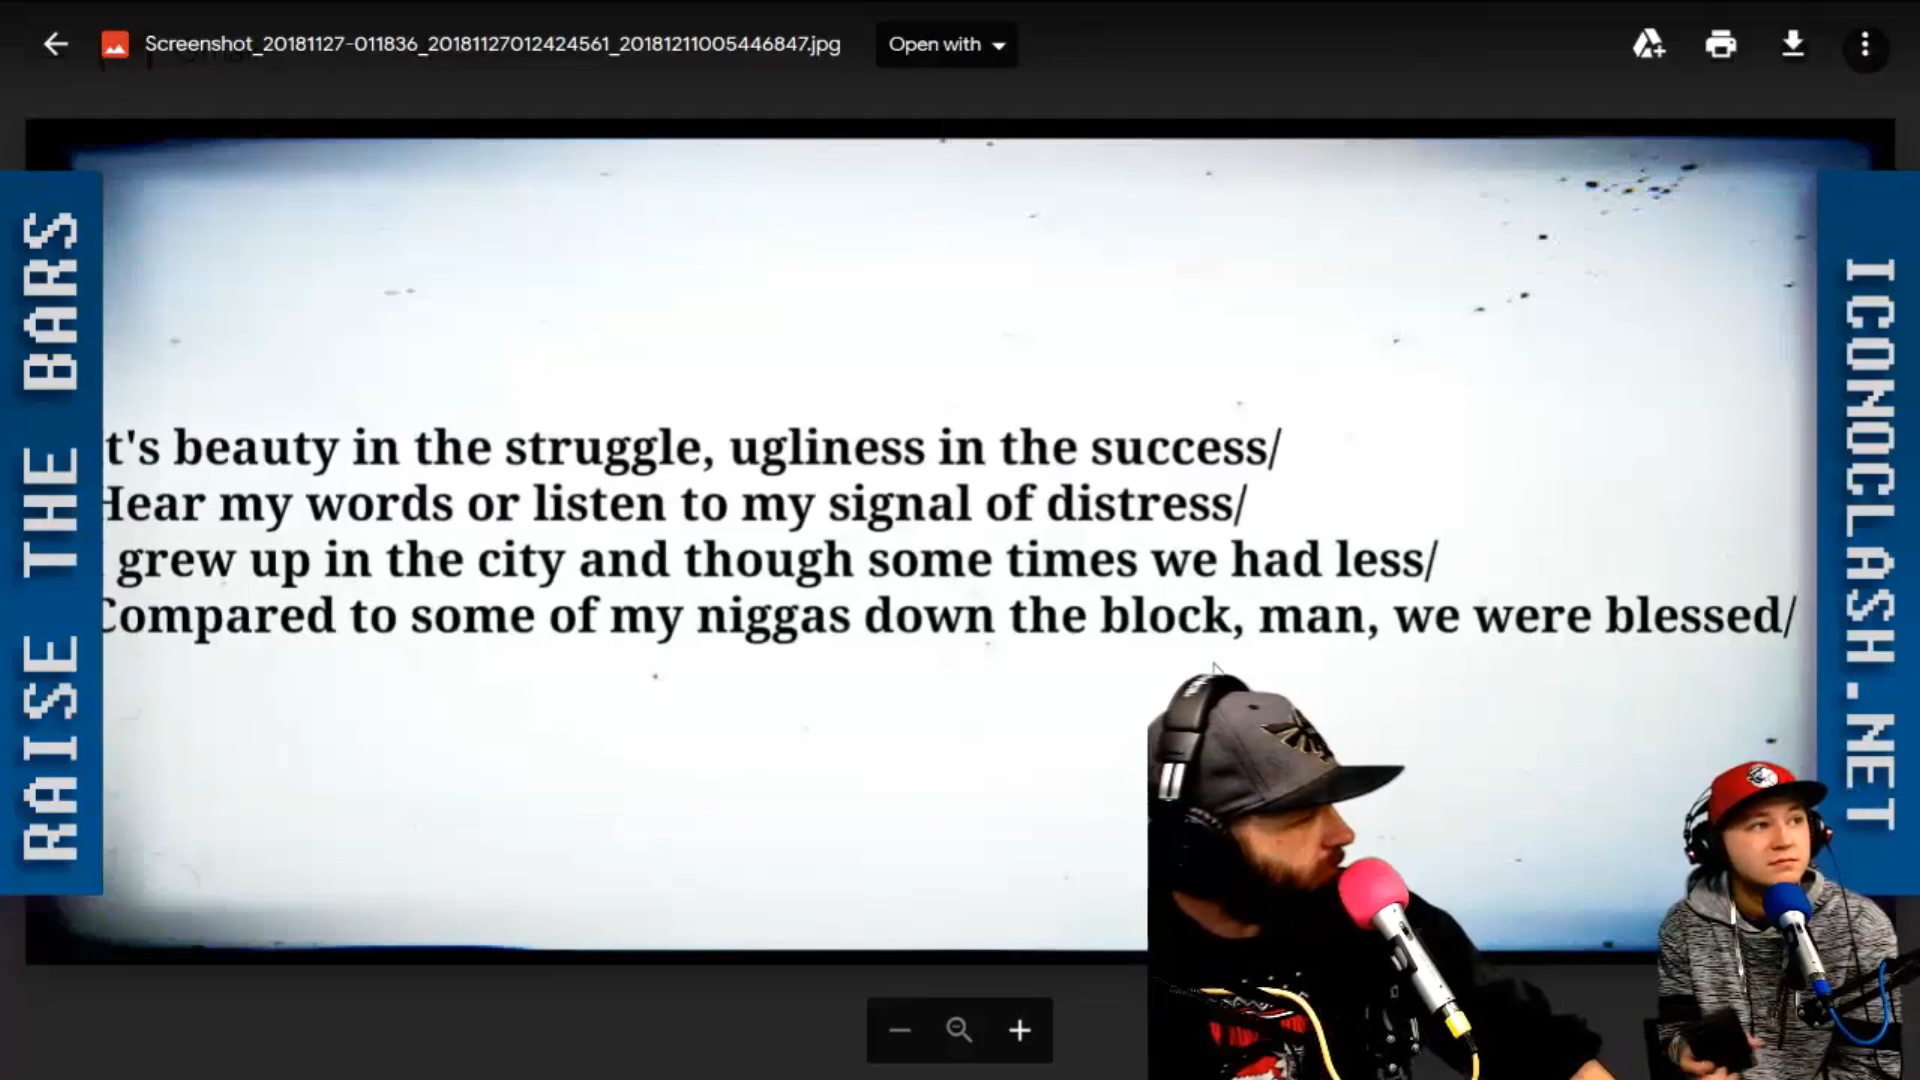 Screenshot_20181127-011836_20181127012424561_20181211005446847.jpg
Open with
RAISE THE BARS
t's beauty in the struggle, ugliness in the success/
Hear my words or listen to my signal of distress/
grew up in the city and though some times we had less/
Compared to some of my niggas down the block, man, we were blessed/
ICONOCLASH.NET